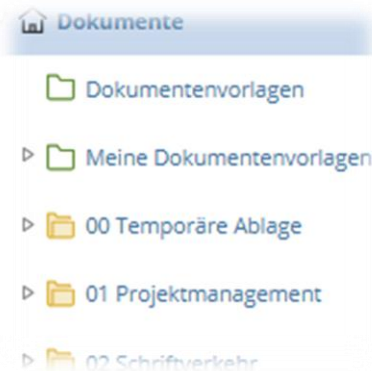 Dokumente
Dokumentenvorlagen
Meine Dokumentenvorlagen
00 Temporäre Ablage
01 Projektmanagement
02 Schriftverkehr